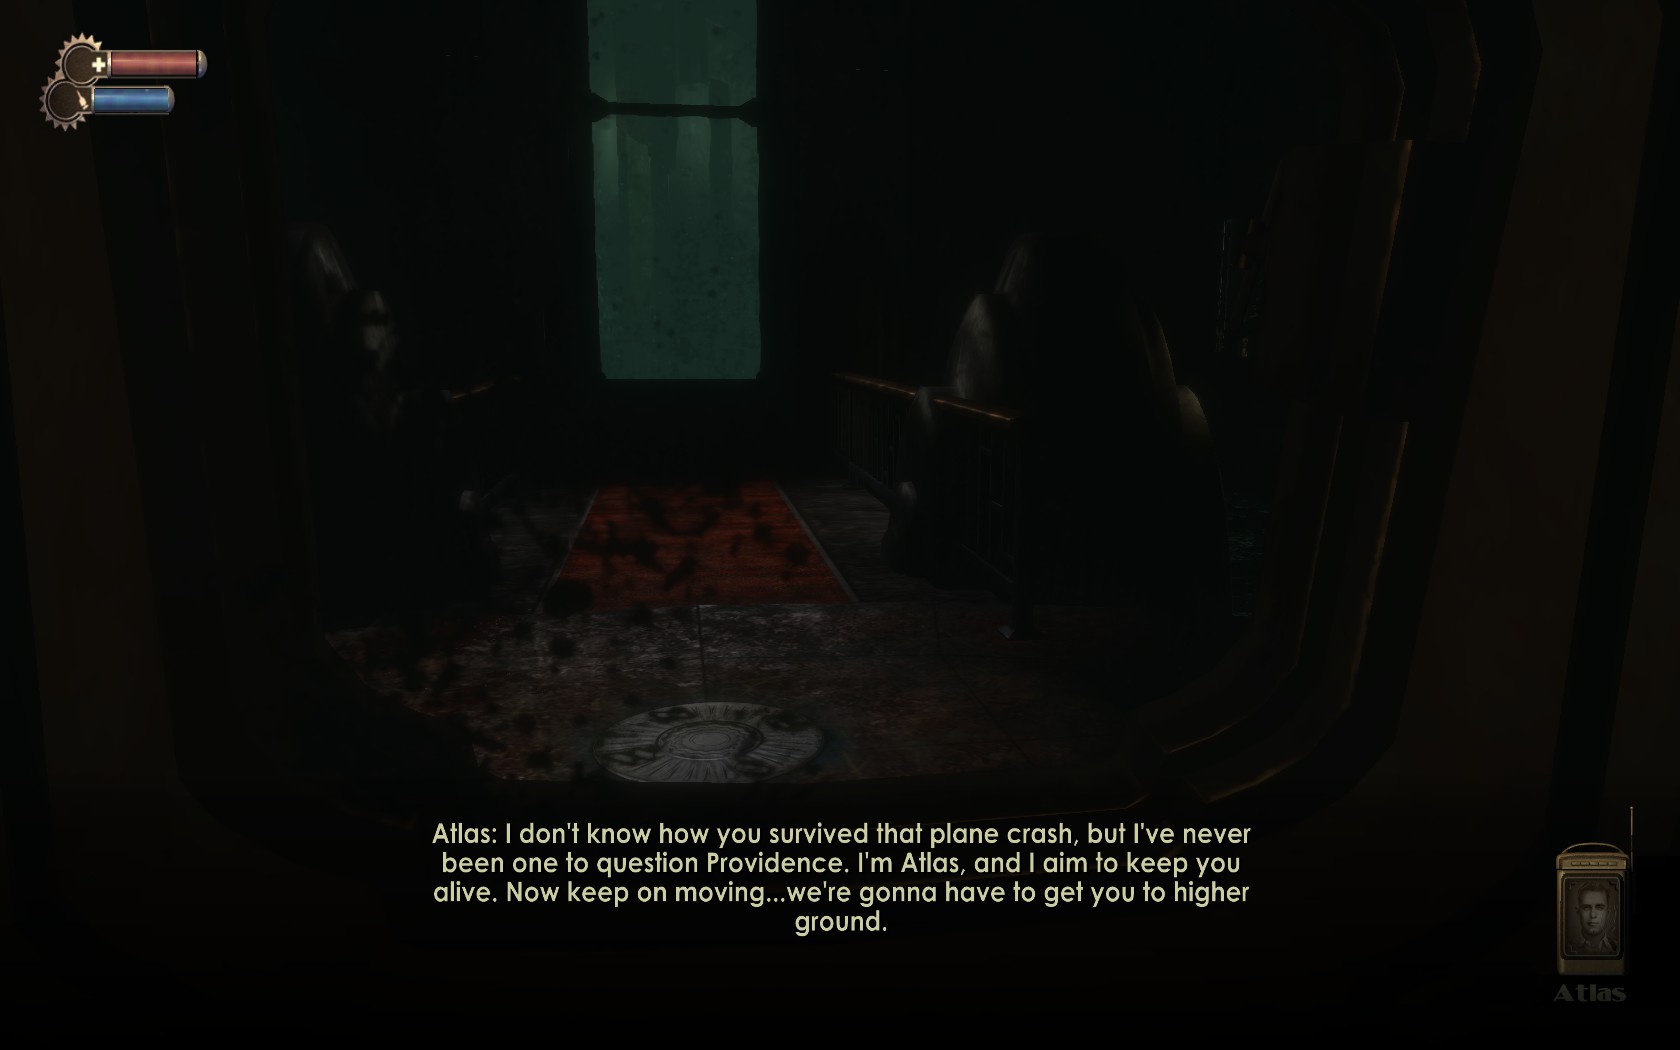 Atlas: I don't know how you survived that plane crash, but I've never
been one to question Providence. I'm Atlas, and I aim to keep you
alive. Now keep on moving...we're gonna have to get you to higher
ground.
Atlas